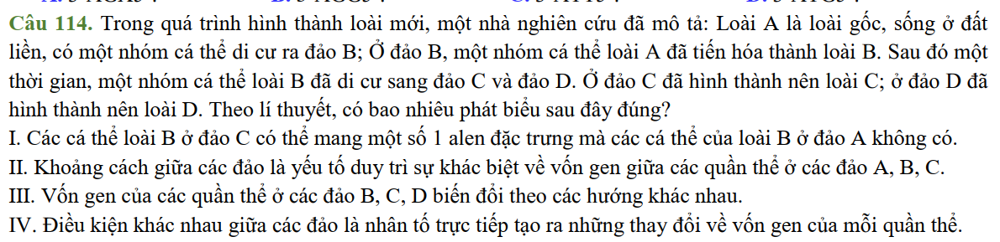 Câu 114. Trong quá trình hình thành loài mới, một nhà nghiên cứu đã mô tả: Loài A là loài gốc, sống ở đất
liền, có một nhóm cá thể di cư ra đảo B; Ở đảo B, một nhóm cá thể loài A đã tiến hóa thành loài B. Sau đó một
thời gian, một nhóm cá thể loài B đã di cư sang đảo C và đảo D. Ở đảo C đã hình thành nên loài C; ở đảo D đã
hình thành nên loài D. Theo lí thuyết, có bao nhiêu phát biểu sau đây đúng?
I. Các cá thể loài B ở đảo C có thể mang một số 1 alen đặc trưng mà các cá thể của loài B ở đảo A không có.
II. Khoảng cách giữa các đảo là yếu tố duy trì sự khác biệt về vốn gen giữa các quần thể ở các đảo A, B, C.
III. Vốn gen của các quần thể ở các đảo B, C, D biến đổi theo các hướng khác nhau.
IV. Điều kiện khác nhau giữa các đảo là nhân tố trực tiếp tạo ra những thay đổi về vốn gen của mỗi quần thể.